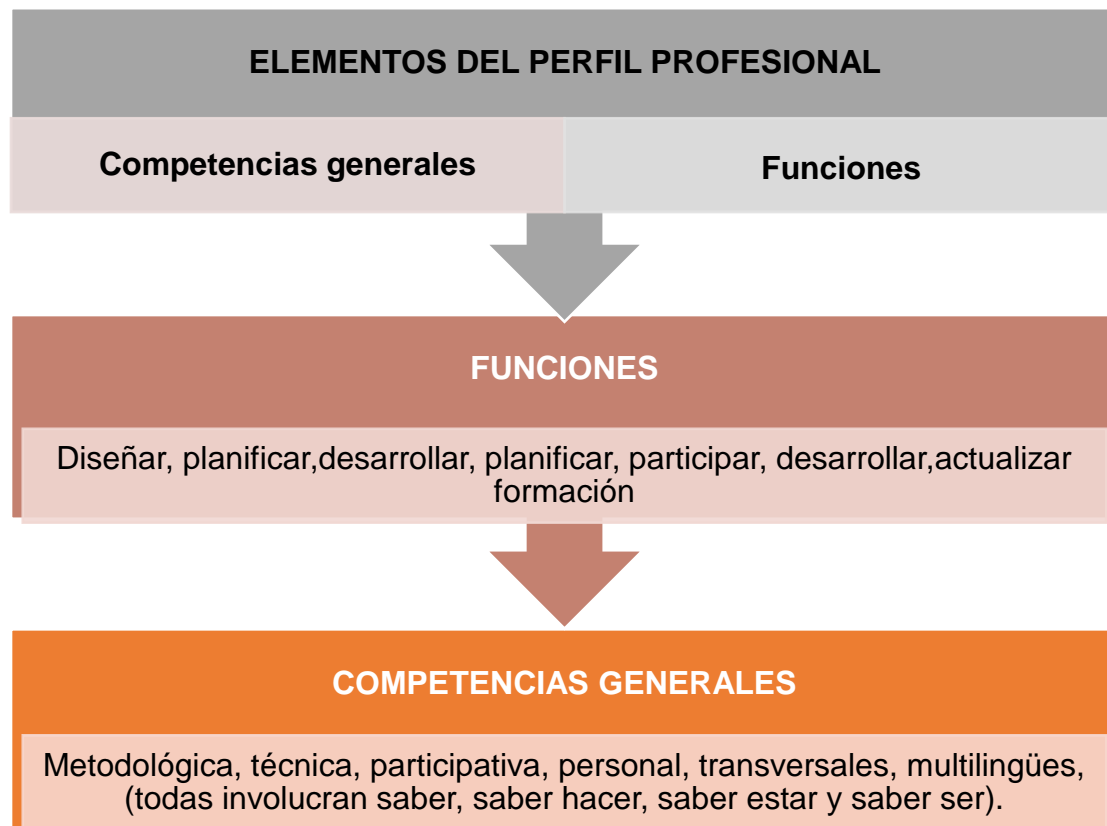 ELEMENTOS DEL PERFIL PROFESIONAL
Competencias generales
Funciones
FUNCIONES
Diseñar, planificar,desarrollar, planificar, participar, desarrollar,actualizar
formación
COMPETENCIAS GENERALES
Metodológica, técnica, participativa, personal, transversales, multilingües,
(todas involucran saber, saber hacer, saber estar y saber ser).